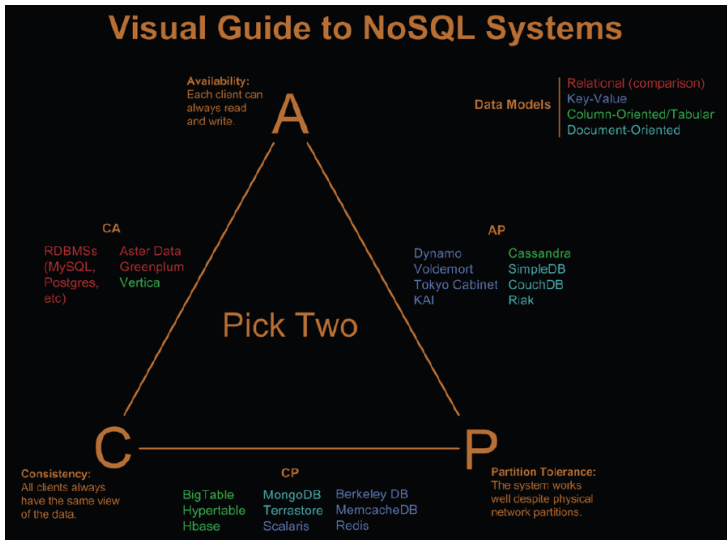 Visual Guide to NoSQL Systems
Availability:
Each client can
always read
and write.
A
Data Models
Relational (comparison)
Key-Value
Column-Oriented/Tabular
Document-Oriented
CA
RDBMSs
(MySQL,
Postgres,
etc)
Aster Data
Greenplum
Vertica
AP
Dynamo
Voldemort
Tokyo Cabinet
KAI
Cassandra
SimpleDB
CouchDB
Riak
Pick Two
C
P
Consistency:
All clients always
have the same view
of the data.
CP
BigTable
Hypertable
Hbase
MongoDB
Terrastore
Scalaris
Berkeley DB
MemcacheDB
Redis
Partition Tolerance:
The system works
well despite physical
network partitions.